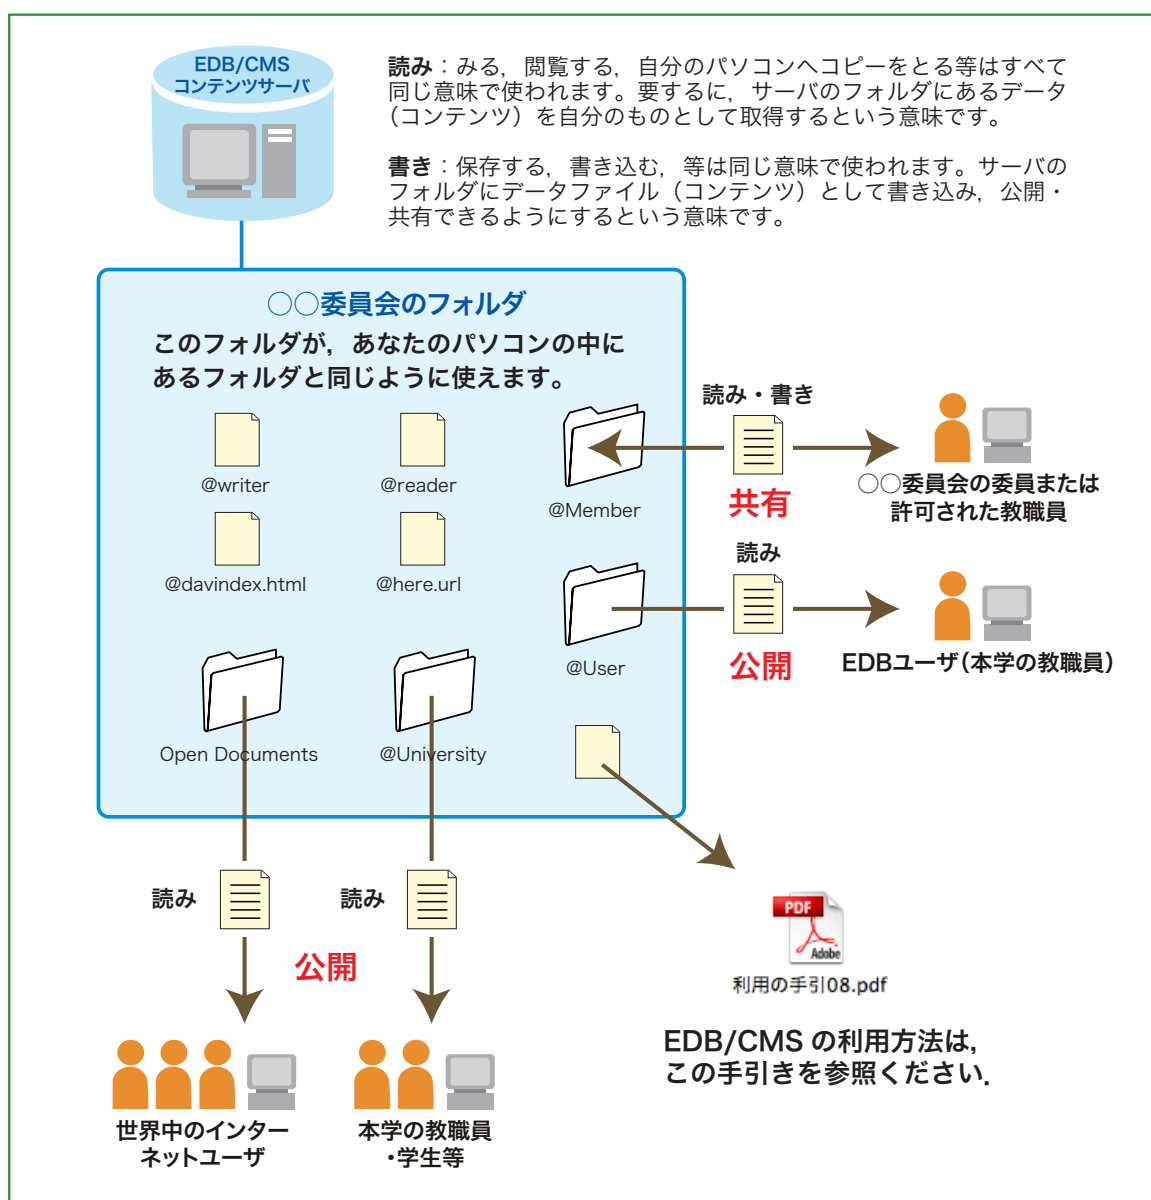 EDB/CMS
コンテンツサーバ
読み：みる，閲覧する，自分のパソコンへコピーをとる等はすべて
同じ意味で使われます。要するに，サーバのフォルダにあるデータ
（コンテンツ）を自分のものとして取得するという意味です。
書き：保存する，書き込む，等は同じ意味で使われます。サーバの
フォルダにデータファイル（コンテンツ）として書き込み，公開・
共有できるようにするという意味です。
○○委員会のフォルダ
このフォルダが，あなたのパソコンの中に
あるフォルダと同じように使えます。
@writer
@reader
@Member
読み・書き
共有
○○委員会の委員または
許可された教職員
@davindex.html
@here.url
@User
読み
公開
EDBユーザ（本学の教職員）
Open Documents
@University
読み
読み
公開
PDF
Adobe
利用の手引08.pdf
EDB/CMS の利用方法は，
この手引きを参照ください．
世界中のインター
ネットユーザ
本学の教職員
・学生等